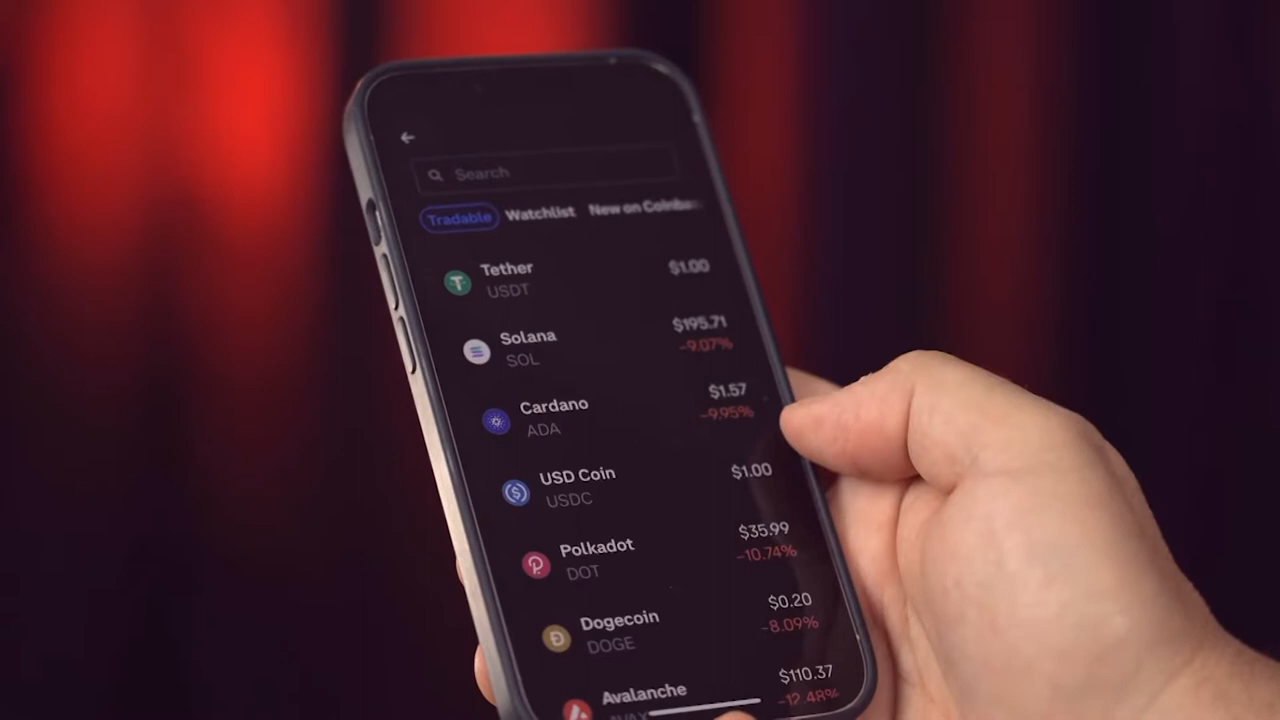 Search
Tradable Watchlist New on Coinba
Tether $1.00
USDT
Solana $195.71
SOL -9.07%
Cardano $1.57
ADA -9.95%
USD Coin $1.00
USDC
Polkadot $35.99
DOT -10.74%
Dogecoin $0.20
DOGE -8.09%
Avalanche $110.37
AVAX -12.48%